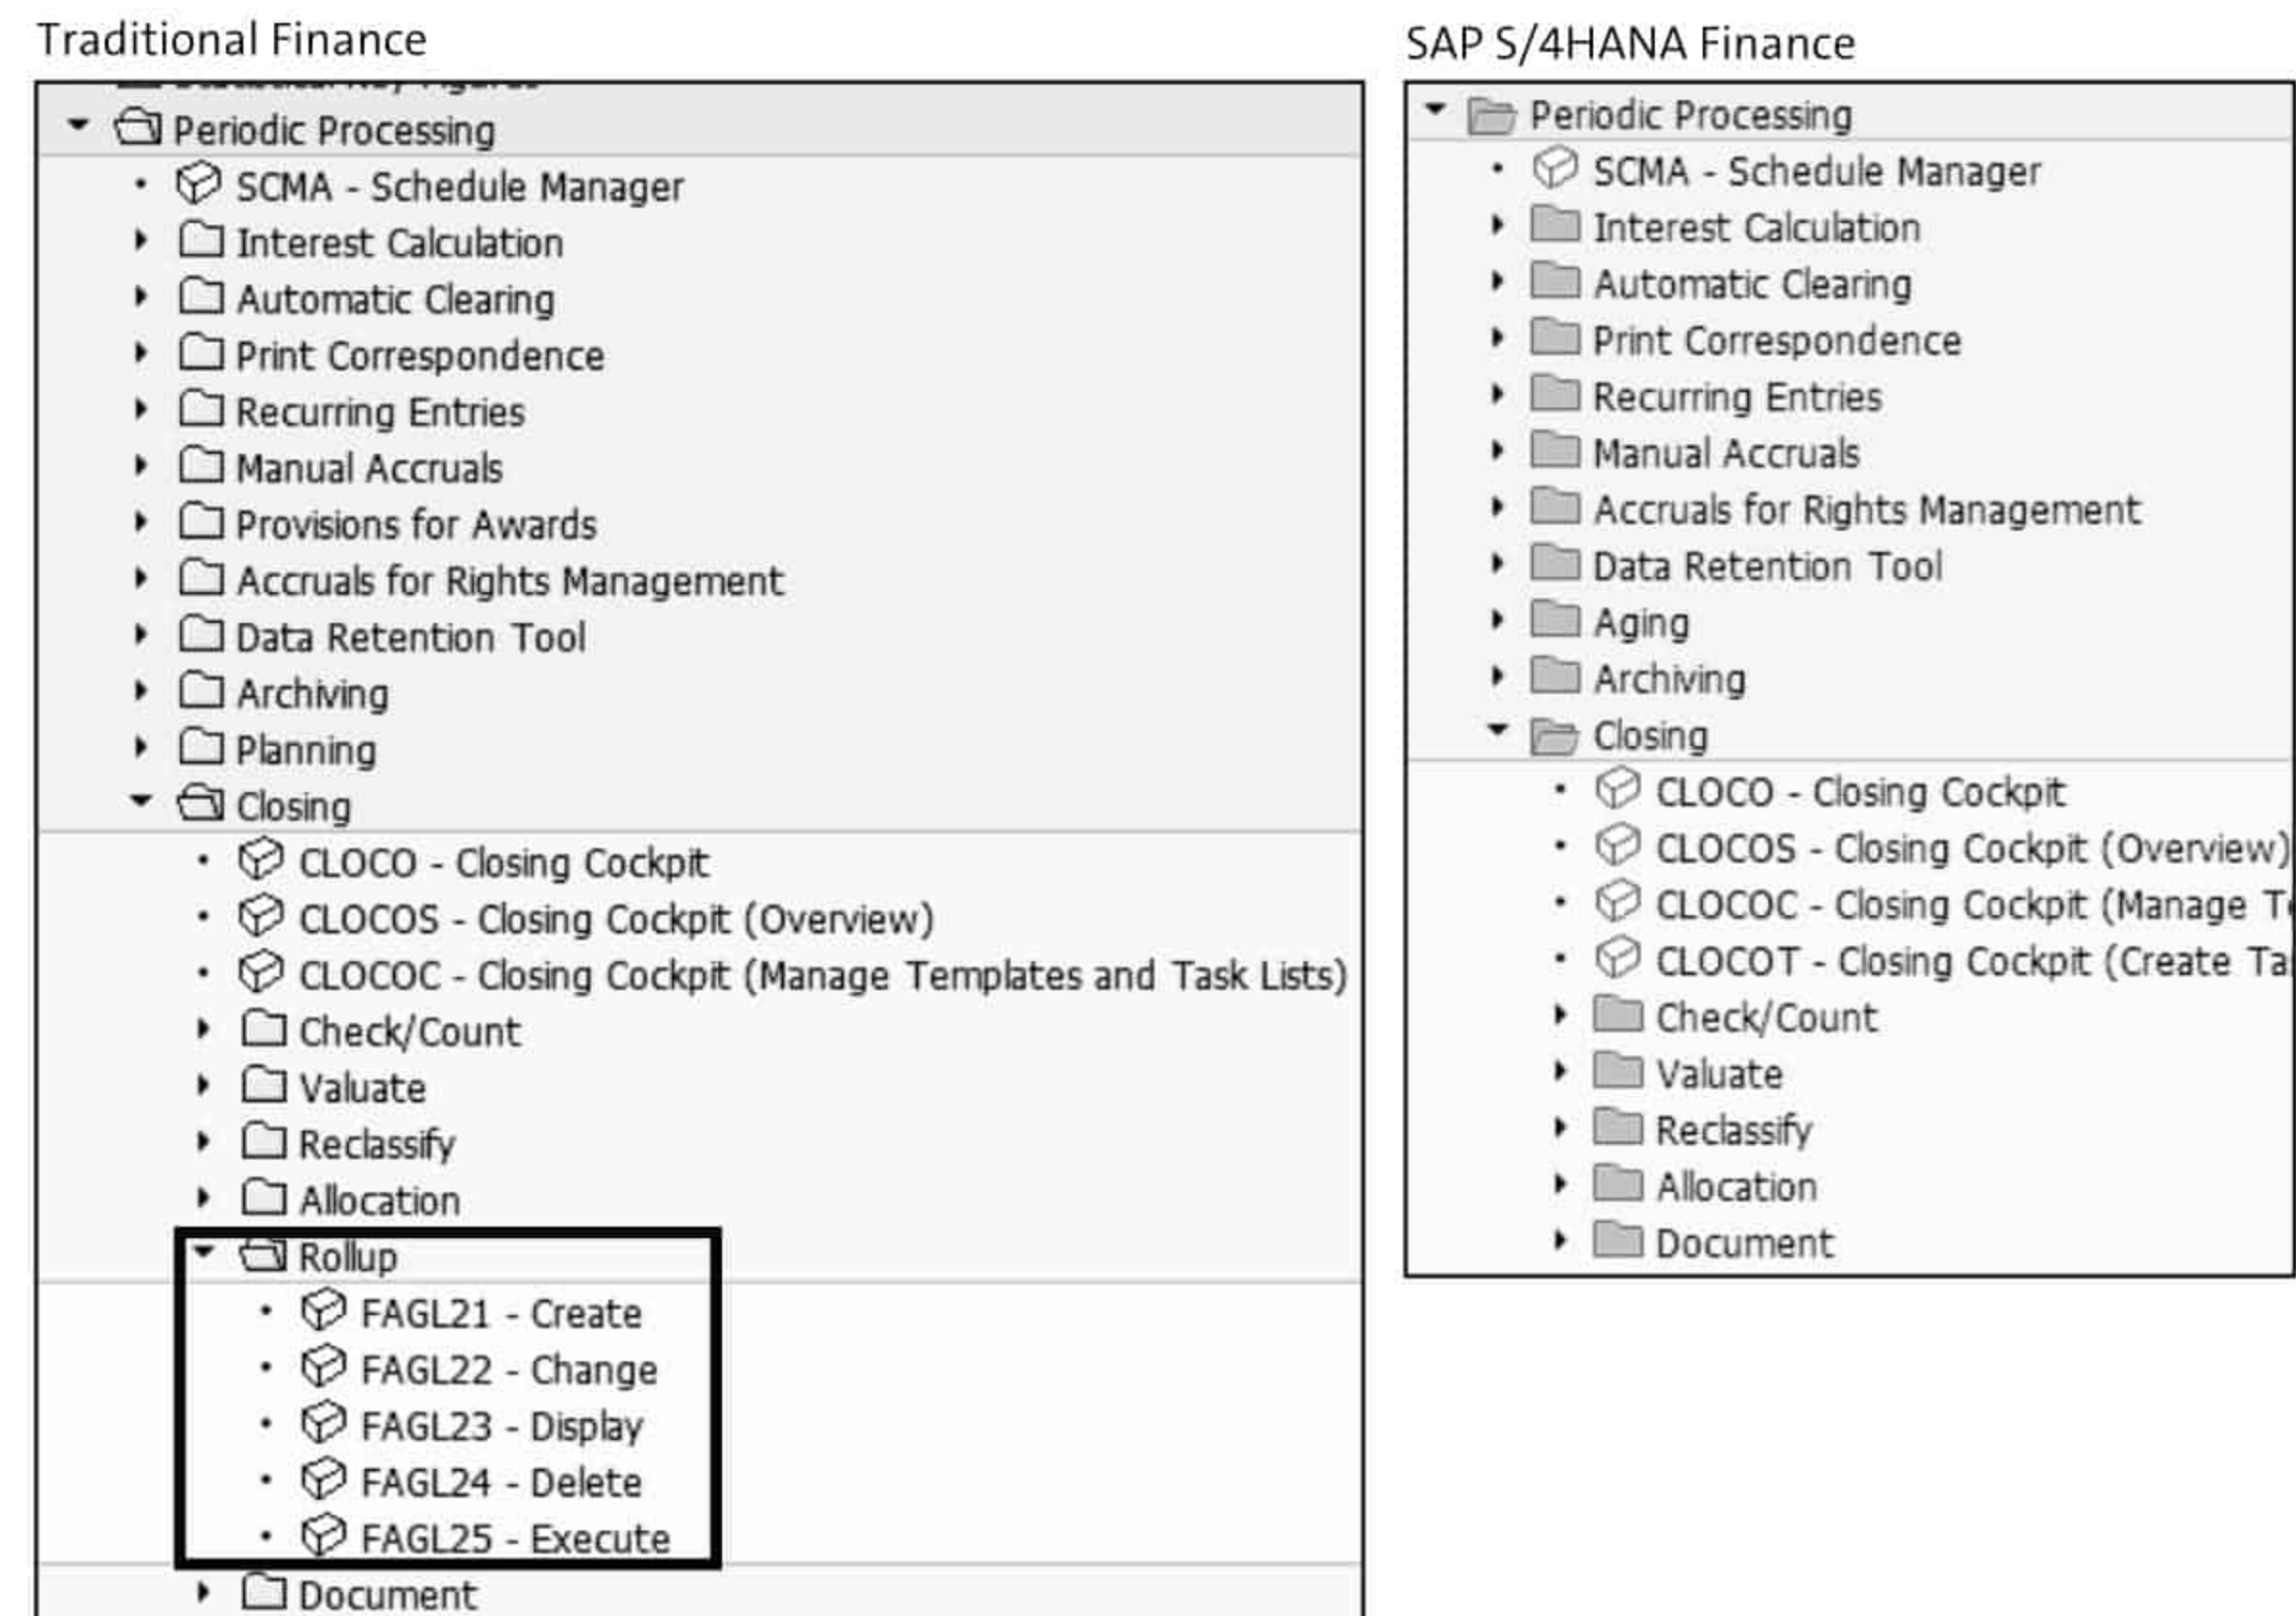 Traditional Finance
Periodic Processing
SCMA - Schedule Manager
Interest Calculation
Automatic Clearing
Print Correspondence
Recurring Entries
Manual Accruals
Provisions for Awards
Accruals for Rights Management
Data Retention Tool
Archiving
Planning
Closing
CLOCO - Closing Cockpit
CLOCOS - Closing Cockpit (Overview)
CLOCOC - Closing Cockpit (Manage Templates and Task Lists)
Check/Count
Valuate
Reclassify
Allocation
Rollup
FAGL21 - Create
FAGL22 - Change
FAGL23 - Display
FAGL24 - Delete
FAGL25 - Execute
Document
SAP S/4HANA Finance
Periodic Processing
SCMA - Schedule Manager
Interest Calculation
Automatic Clearing
Print Correspondence
Recurring Entries
Manual Accruals
Accruals for Rights Management
Data Retention Tool
Aging
Archiving
Closing
CLOCO - Closing Cockpit
CLOCOS - Closing Cockpit (Overview)
CLOCOC - Closing Cockpit (Manage
CLOCOT - Closing Cockpit (Create
Check/Count
Valuate
Reclassify
Allocation
Document